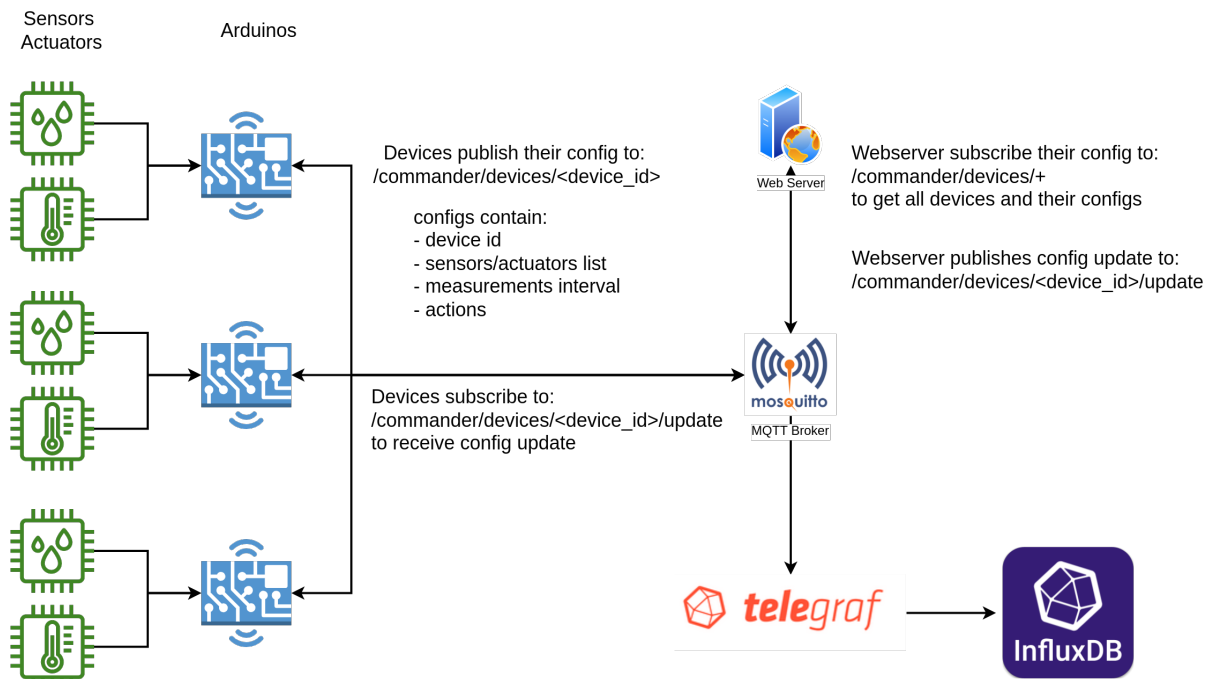 Sensors
Actuators
Arduinos
Devices publish their config to:
/commander/devices/<device_id>
configs contain:
- device id
- sensors/actuators list
- measurements interval
- actions
Web Server
Webserver subscribe their config to:
/commander/devices/+
to get all devices and their configs
Webserver publishes config update to:
/commander/devices/<device_id>/update
Devices subscribe to:
/commander/devices/<device_id>/update
to receive config update
mosquitto
MQTT Broker
telegraf
InfluxDB